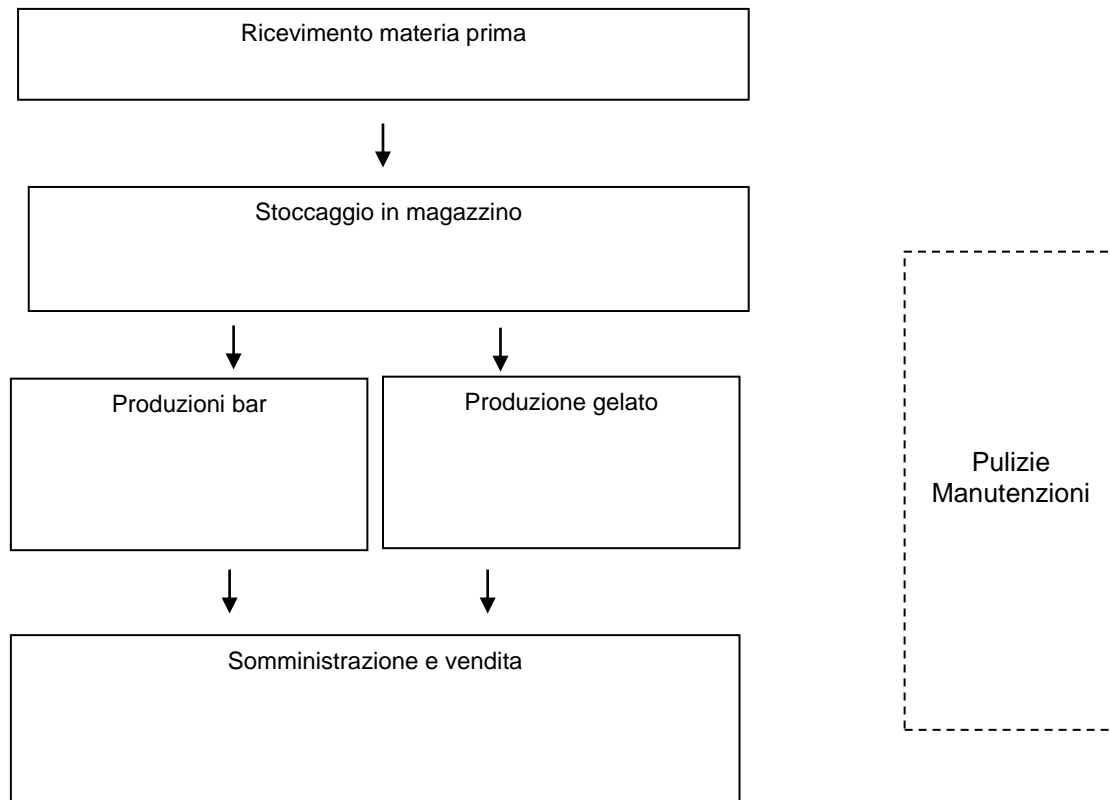 Ricevimento materia prima
Stoccaggio in magazzino
Produzioni bar
Produzione gelato
Pulizie
Manutenzioni
Somministrazione e vendita